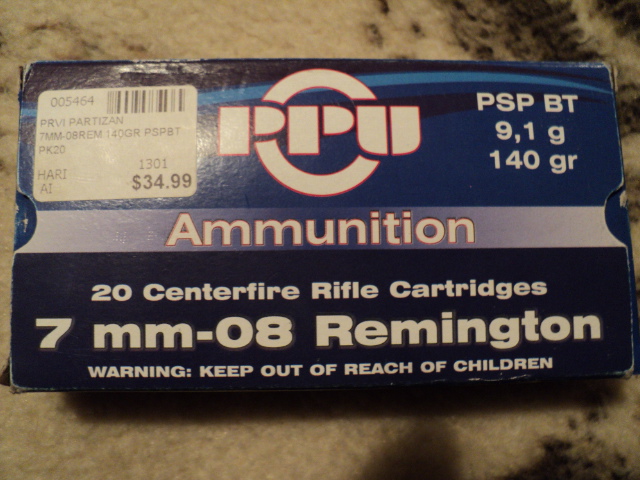 005464
PRVI PARTIZAN
7MM-08REM 140GR PSPBT
PK20
HARI 1301
AI $34.99
PPU
PSP BT
9,1 g
140 gr
Ammunition
20 Centerfire Rifle Cartridges
7 mm-08 Remington
WARNING: KEEP OUT OF REACH OF CHILDREN